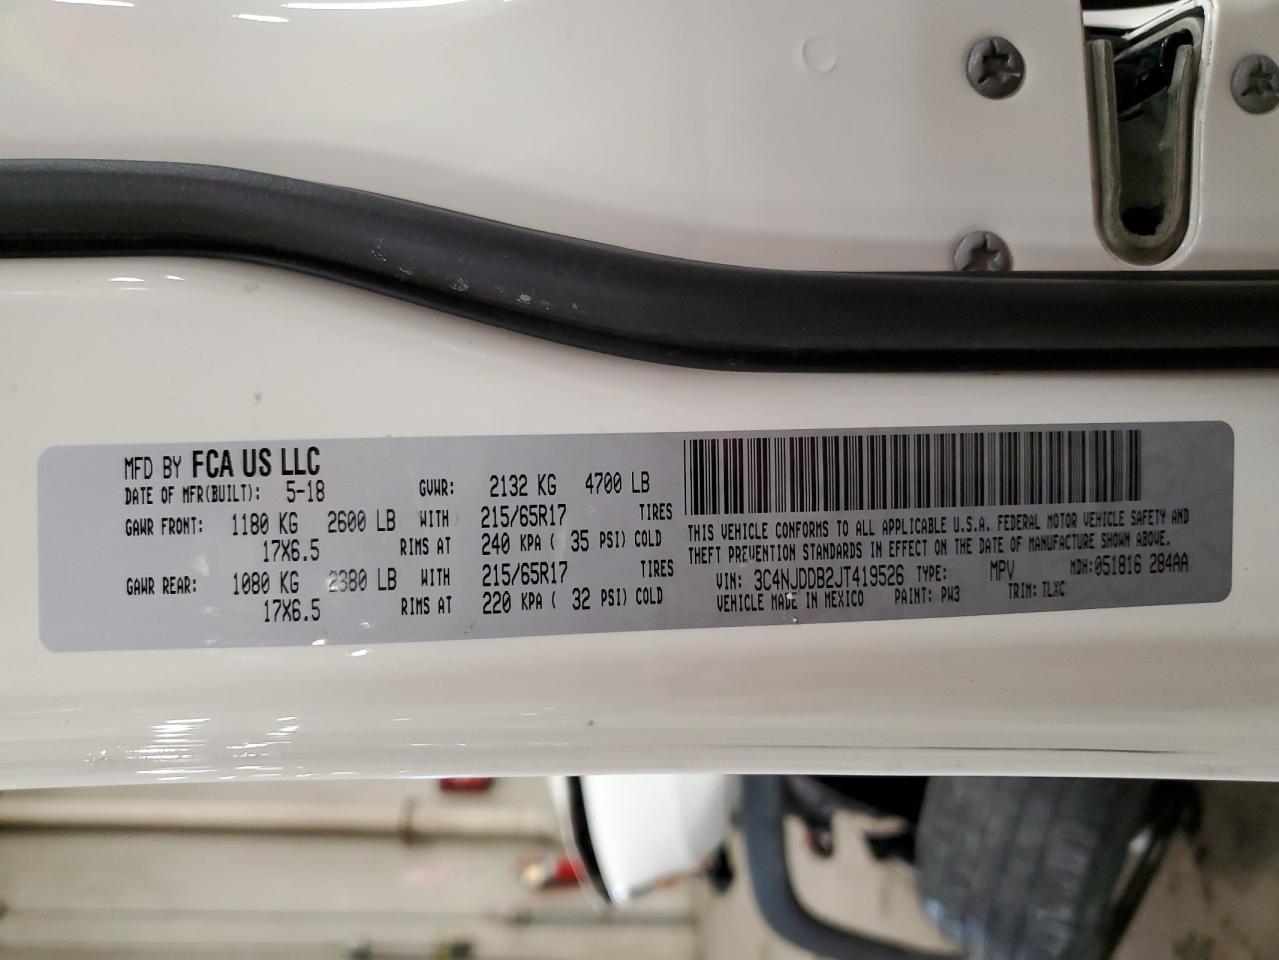 MFD BY FCA US LLC
DATE OF MFR(BUILT): 5-18 GVWR: 2132 KG 4700 LB
GAWR FRONT: 1180 KG 2600 LB WITH 215/65R17 TIRES
17X6.5 RIMS AT 240 KPA ( 35 PSI) COLD
GAWR REAR: 1080 KG 2380 LB WITH 215/65R17 TIRES
17X6.5 RIMS AT 220 KPA ( 32 PSI) COLD
THIS VEHICLE CONFORMS TO ALL APPLICABLE U.S.A. FEDERAL MOTOR VEHICLE SAFETY AND
THEFT PREVENTION STANDARDS IN EFFECT ON THE DATE OF MANUFACTURE SHOWN ABOVE.
VIN: 3C4NJDDB2JT419526 TYPE: MPV MDH: 051816 284AA
VEHICLE MADE IN MEXICO PAINT: PW3 TRIM: TLXC